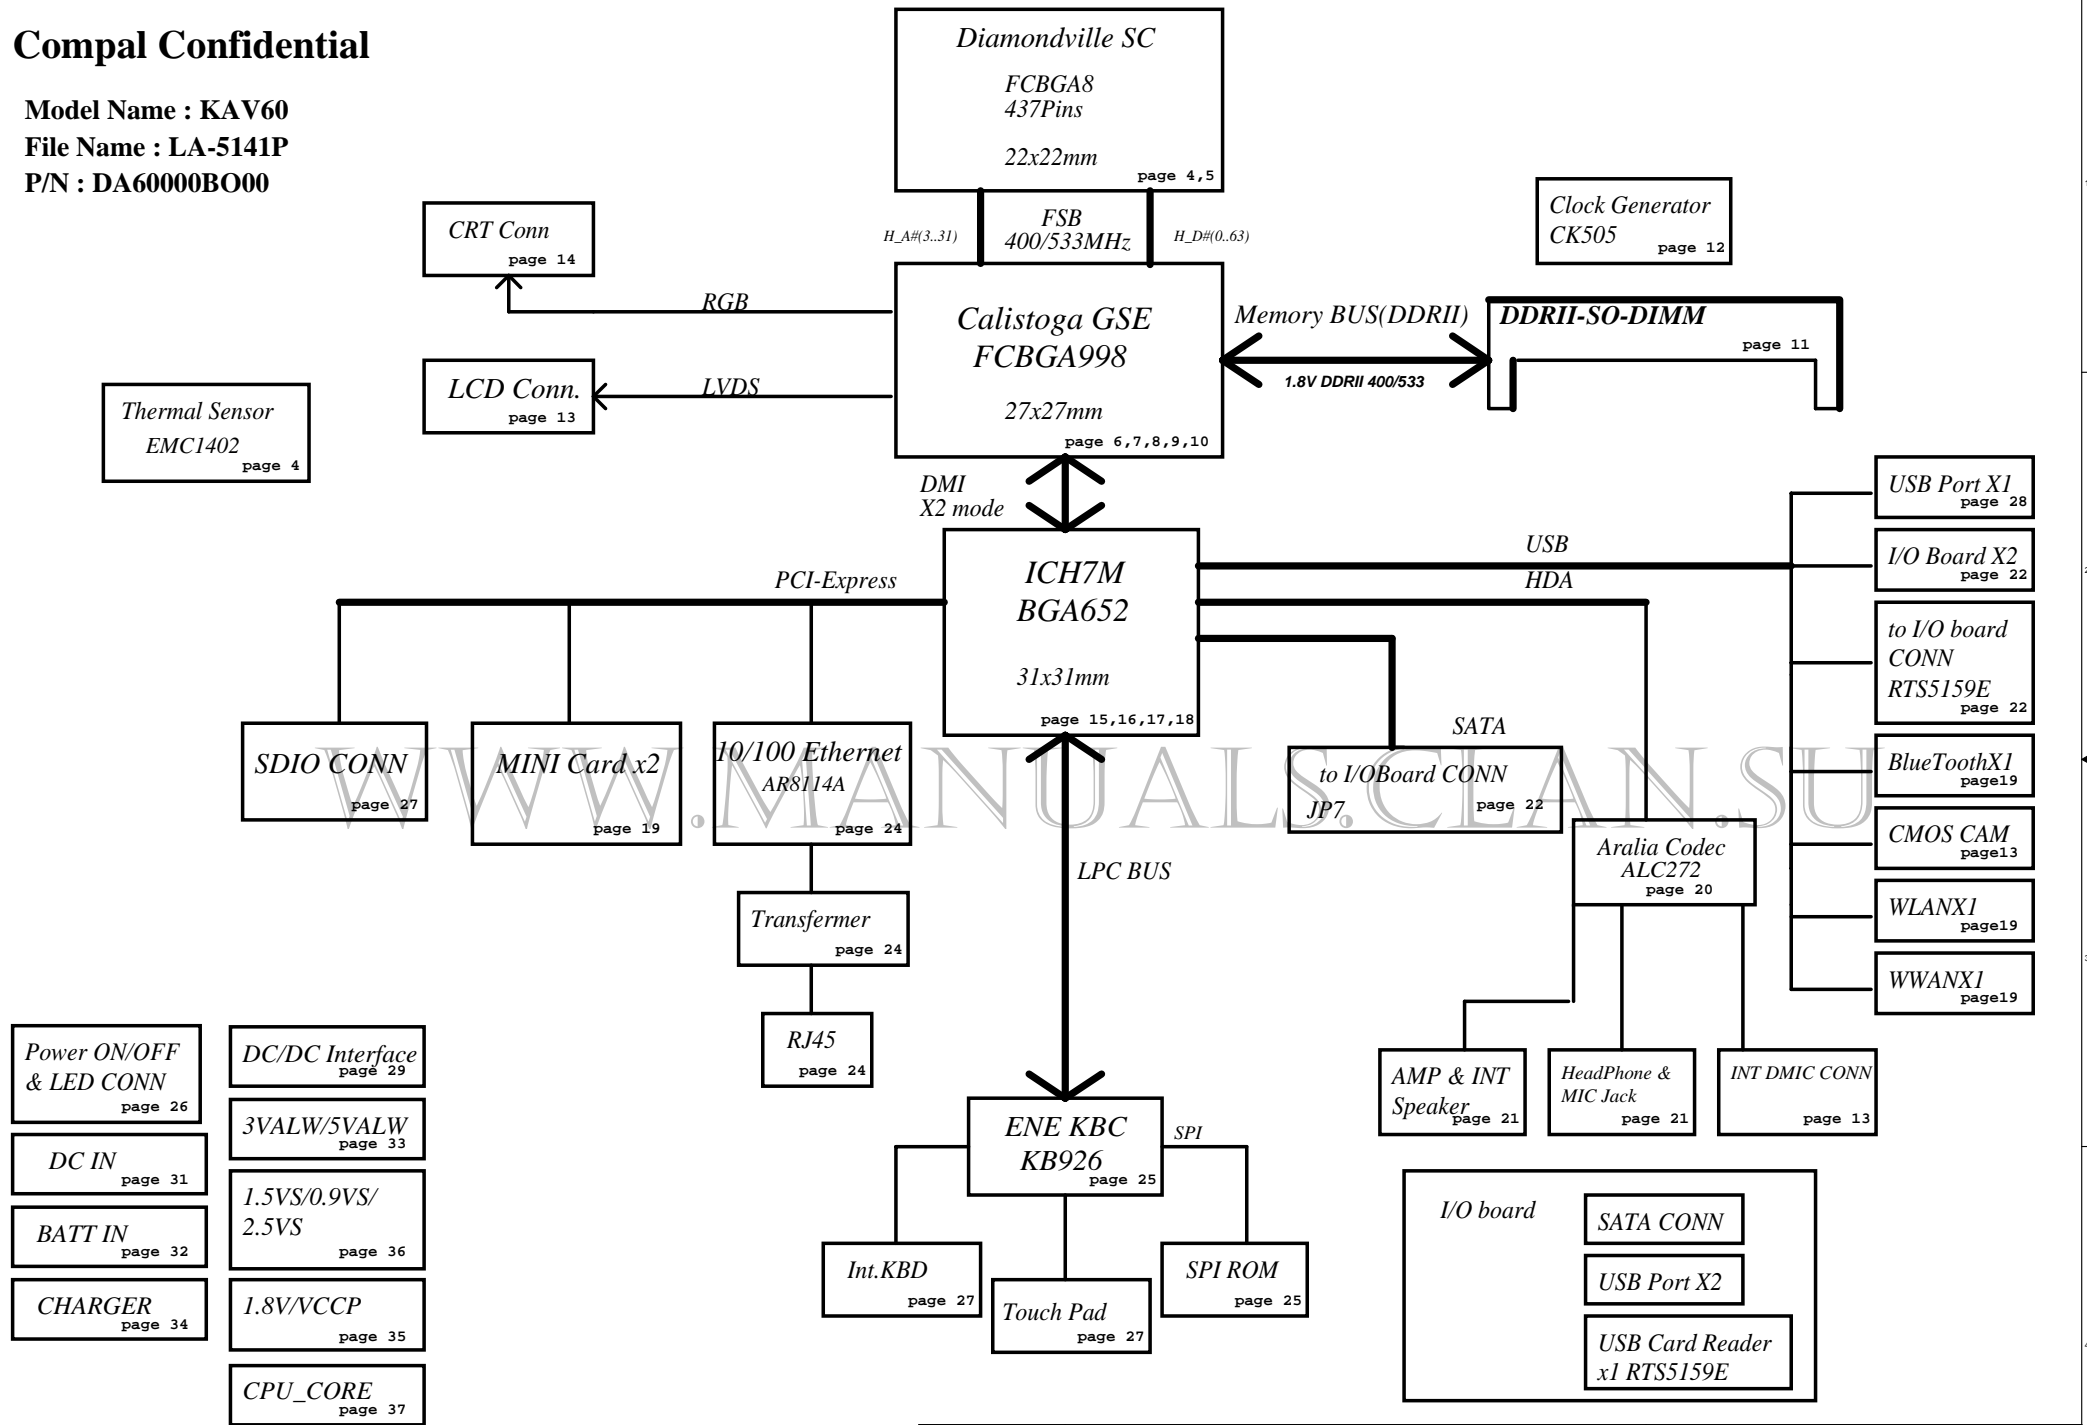 Compal Confidential
Model Name : KAV60
File Name : LA-5141P
P/N : DA60000BO00
Diamondville SC
FCBGA8
437Pins
22x22mm
page 4,5
H_A#(3..31)
FSB
400/533MHz
H_D#(0..63)
Clock Generator
CK505
page 12
CRT Conn
page 14
RGB
Calistoga GSE
FCBGA998
27x27mm
page 6,7,8,9,10
Memory BUS(DDRII)
1.8V DDRII 400/533
DDRII-SO-DIMM
page 11
LCD Conn.
page 13
LVDS
Thermal Sensor
EMC1402
page 4
DMI
X2 mode
ICH7M
BGA652
31x31mm
page 15,16,17,18
PCI-Express
USB
HDA
SATA
USB Port X1
page 28
I/O Board X2
page 22
to I/O board
CONN
RTS5159E
page 22
BlueToothX1
page19
CMOS CAM
page13
WLANX1
page19
WWANX1
page19
SDIO CONN
page 27
MINI Card x2
page 19
10/100 Ethernet
AR8114A
page 24
to I/OBoard CONN
JP7
page 22
WWW.MANUALS.CLAN.SU
Aralia Codec
ALC272
page 20
LPC BUS
Transfermer
page 24
RJ45
page 24
AMP & INT
Speaker
page 21
HeadPhone &
MIC Jack
page 21
INT DMIC CONN
page 13
ENE KBC
KB926
page 25
SPI
Int.KBD
page 27
Touch Pad
page 27
SPI ROM
page 25
Power ON/OFF
& LED CONN
page 26
DC IN
page 31
BATT IN
page 32
CHARGER
page 34
DC/DC Interface
page 29
3VALW/5VALW
page 33
1.5VS/0.9VS/
2.5VS
page 36
1.8V/VCCP
page 35
CPU_CORE
page 37
I/O board
SATA CONN
USB Port X2
USB Card Reader
x1 RTS5159E